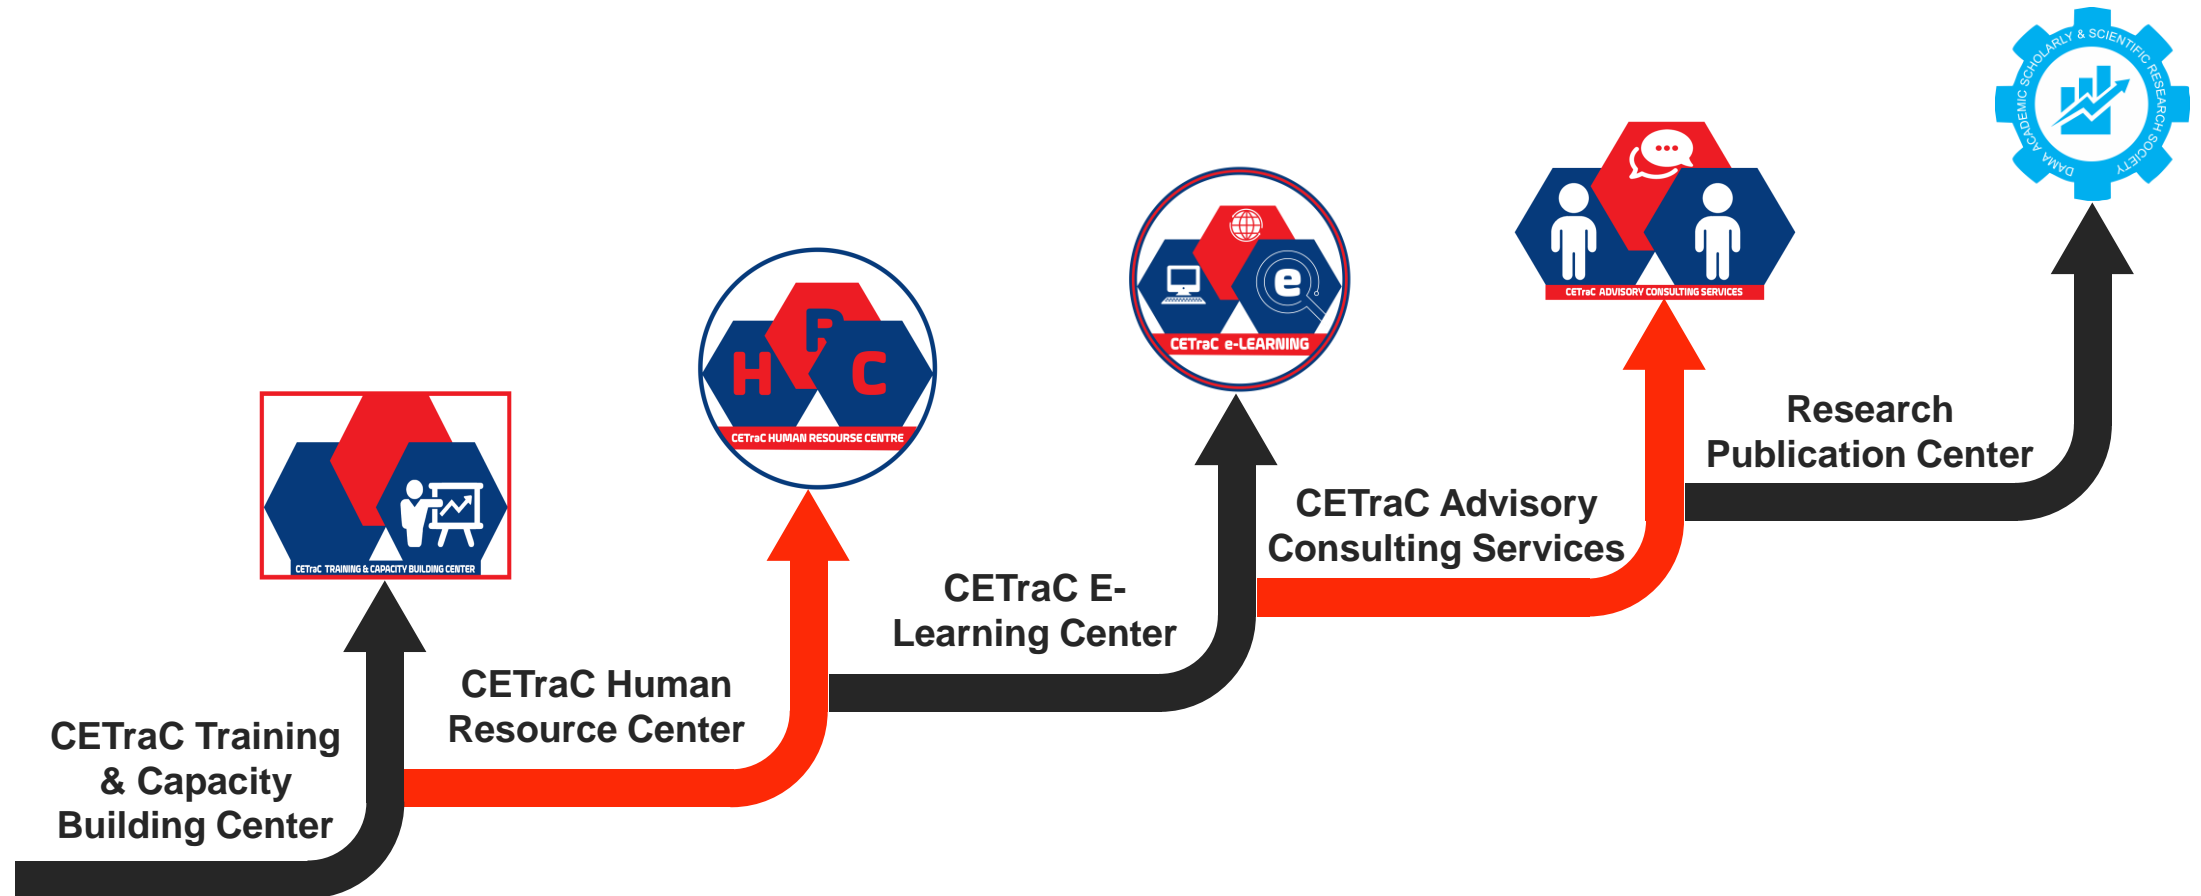 DAMA ACADEMIC SCHOLARLY & SCIENTIFIC RESEARCH SOCIETY
CETraC ADVISORY CONSULTING SERVICES
e
CETraC e-LEARNING
H R C
CETraC HUMAN RESOURSE CENTRE
CETraC TRAINING & CAPACITY BUILDING CENTER
Research
Publication Center
CETraC Advisory
Consulting Services
CETraC E-
Learning Center
CETraC Human
Resource Center
CETraC Training
& Capacity
Building Center